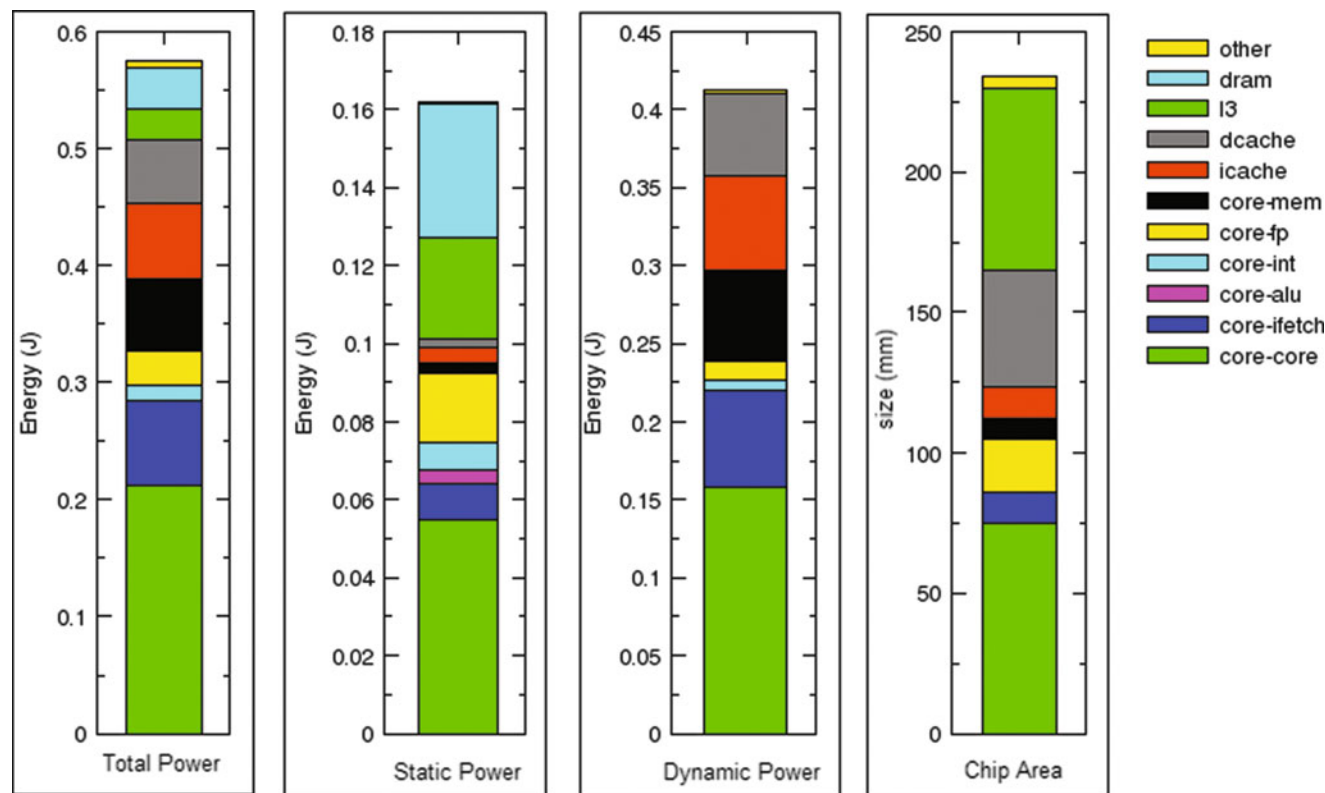 0.6
0.5
0.4
0.3
0.2
0.1
0
Energy (J)
Total Power
0.18
0.16
0.14
0.12
0.1
0.08
0.06
0.04
0.02
0
Energy (J)
Static Power
0.45
0.4
0.35
0.3
0.25
0.2
0.15
0.1
0.05
0
Energy (J)
Dynamic Power
250
200
150
100
50
0
size (mm)
Chip Area
other
dram
l3
dcache
icache
core-mem
core-fp
core-int
core-alu
core-ifetch
core-core